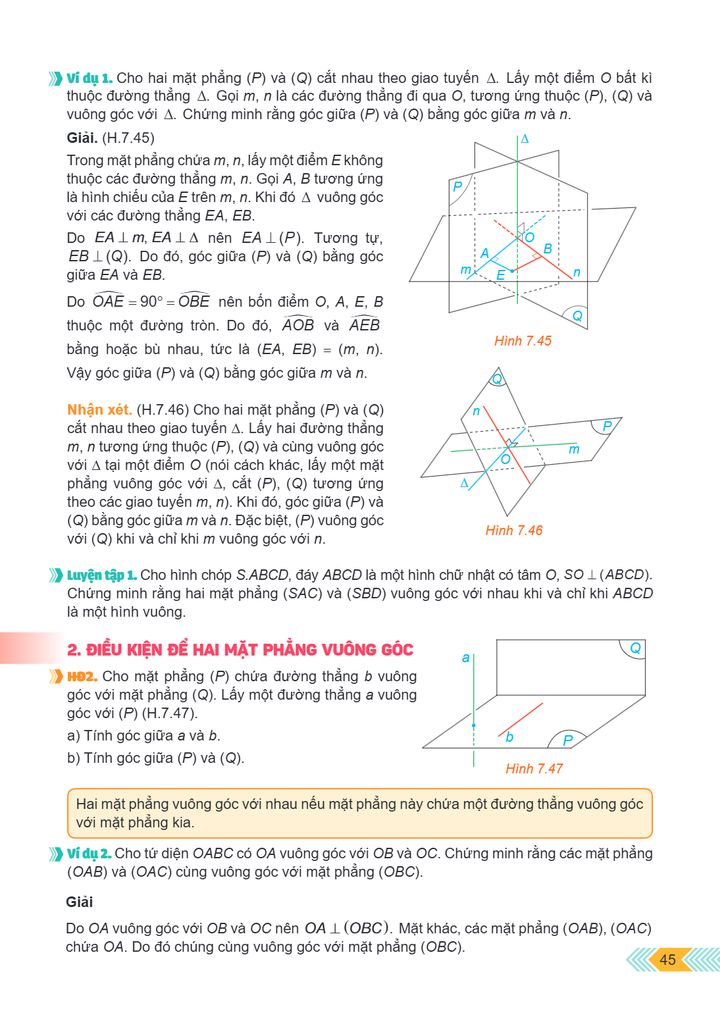 Ví dụ 1. Cho hai mặt phẳng (P) và (Q) cắt nhau theo giao tuyến Δ. Lấy một điểm O bất kì
thuộc đường thẳng Δ. Gọi m, n là các đường thẳng đi qua O, tương ứng thuộc (P), (Q) và
vuông góc với Δ. Chứng minh rằng góc giữa (P) và (Q) bằng góc giữa m và n.
Giải. (H.7.45)
Trong mặt phẳng chứa m, n, lấy một điểm E không
thuộc các đường thẳng m, n. Gọi A, B tương ứng
là hình chiếu của E trên m, n. Khi đó Δ vuông góc
với các đường thẳng EA, EB.
Do EA ⊥ m, EA ⊥ Δ nên EA ⊥ (P). Tương tự,
EB ⊥ (Q). Do đó, góc giữa (P) và (Q) bằng góc
giữa EA và EB.
Do \widehat{OAE} = 90° = \widehat{OBE} nên bốn điểm O, A, E, B
thuộc một đường tròn. Do đó, \widehat{AOB} và \widehat{AEB}
bằng hoặc bù nhau, tức là (EA, EB) = (m, n).
Vậy góc giữa (P) và (Q) bằng góc giữa m và n.
Δ
P
O
A
B
m
E
n
Q
Hình 7.45
Nhận xét. (H.7.46) Cho hai mặt phẳng (P) và (Q)
cắt nhau theo giao tuyến Δ. Lấy hai đường thẳng
m, n tương ứng thuộc (P), (Q) và cùng vuông góc
với Δ tại một điểm O (nói cách khác, lấy một mặt
phẳng vuông góc với Δ, cắt (P), (Q) tương ứng
theo các giao tuyến m, n). Khi đó, góc giữa (P) và
(Q) bằng góc giữa m và n. Đặc biệt, (P) vuông góc
với (Q) khi và chỉ khi m vuông góc với n.
Q
n
P
m
O
Δ
Hình 7.46
Luyện tập 1. Cho hình chóp S.ABCD, đáy ABCD là một hình chữ nhật có tâm O, SO ⊥ (ABCD).
Chứng minh rằng hai mặt phẳng (SAC) và (SBD) vuông góc với nhau khi và chỉ khi ABCD
là một hình vuông.
2. ĐIỀU KIỆN ĐỂ HAI MẶT PHẲNG VUÔNG GÓC
HĐ2. Cho mặt phẳng (P) chứa đường thẳng b vuông
góc với mặt phẳng (Q). Lấy một đường thẳng a vuông
góc với (P) (H.7.47).
a) Tính góc giữa a và b.
b) Tính góc giữa (P) và (Q).
a
Q
b
P
Hình 7.47
Hai mặt phẳng vuông góc với nhau nếu mặt phẳng này chứa một đường thẳng vuông góc
với mặt phẳng kia.
Ví dụ 2. Cho tứ diện OABC có OA vuông góc với OB và OC. Chứng minh rằng các mặt phẳng
(OAB) và (OAC) cùng vuông góc với mặt phẳng (OBC).
Giải
Do OA vuông góc với OB và OC nên OA ⊥ (OBC). Mặt khác, các mặt phẳng (OAB), (OAC)
chứa OA. Do đó chúng cùng vuông góc với mặt phẳng (OBC).
45